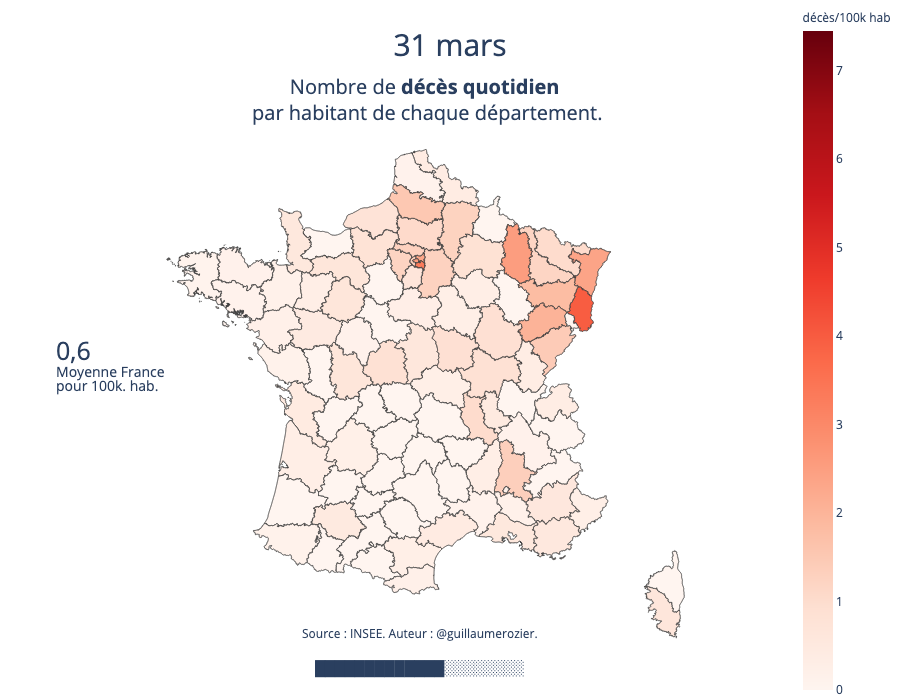 décès/100k hab
31 mars
Nombre de décès quotidien
par habitant de chaque département.
7
6
5
4
3
2
1
0
0,6
Moyenne France
pour 100k. hab.
Source : INSEE. Auteur : @guillaumerozier.